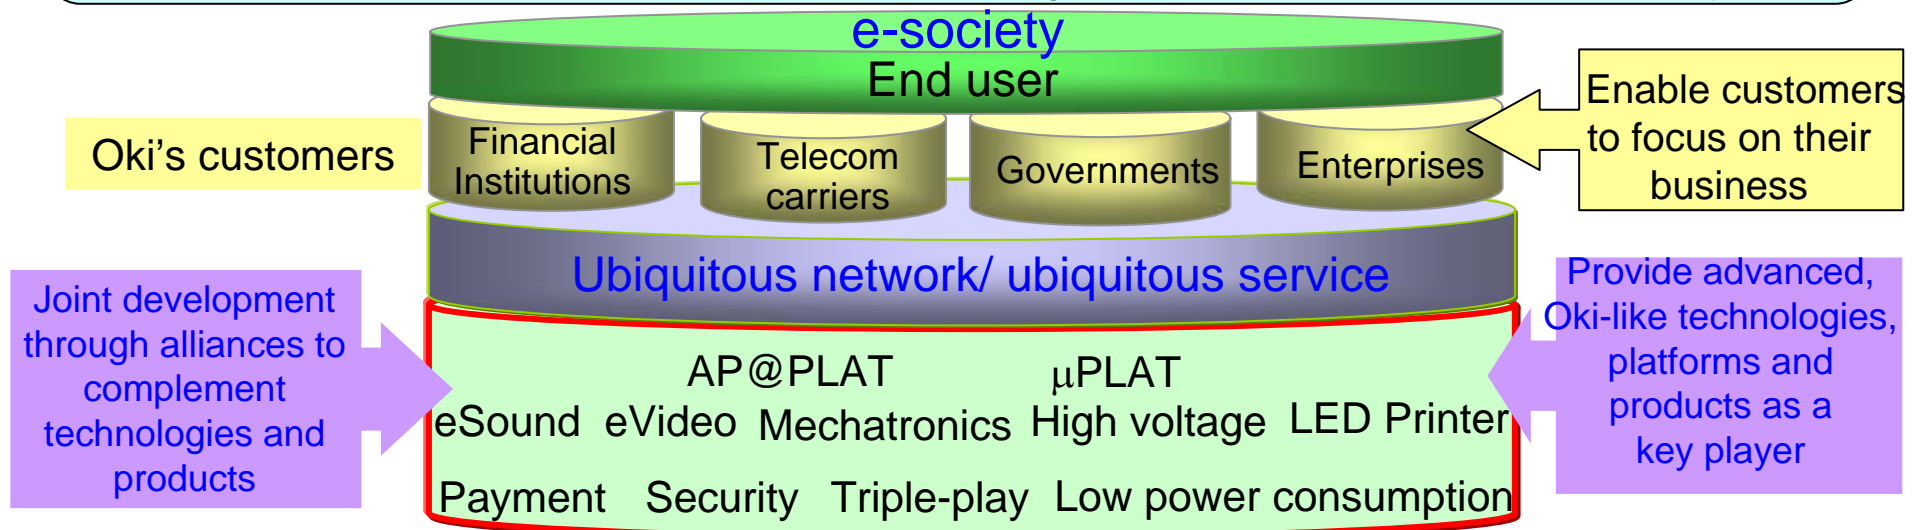 e-society
End user
Oki's customers
Financial
Institutions
Telecom
carriers
Governments
Enterprises
Enable customers
to focus on their
business
Ubiquitous network/ ubiquitous service
Joint development
through alliances to
complement
technologies and
products
Provide advanced,
Oki-like technologies,
platforms and
products as a
key player
AP@PLAT
μPLAT
eSound eVideo Mechatronics High voltage LED Printer
Payment Security Triple-play Low power consumption